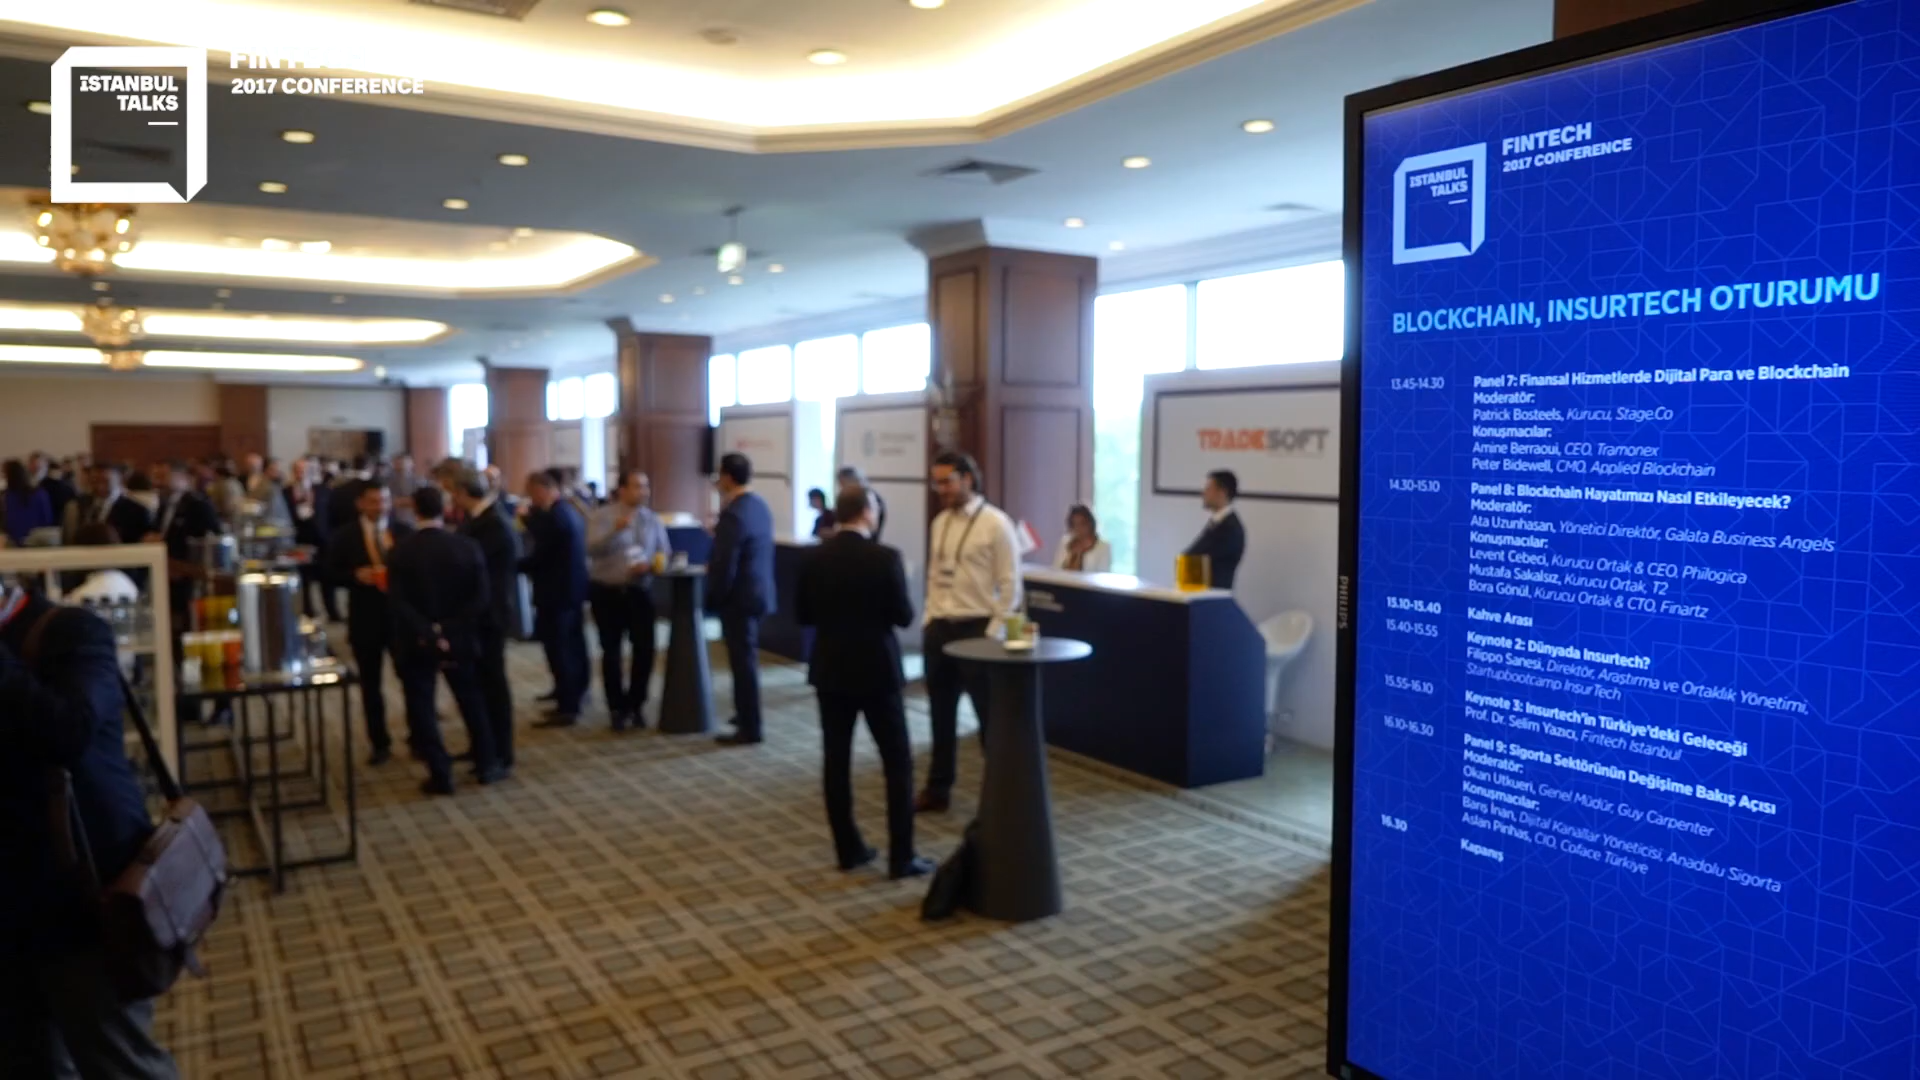 İSTANBUL
TALKS
FINTECH
2017 CONFERENCE
FINTECH
2017 CONFERENCE
İSTANBUL
TALKS
BLOCKCHAIN, INSURTECH OTURUMU
13.45-14.30 Panel 7: Finansal Hizmetlerde Dijital Para ve Blockchain
Moderatör:
Patrick Bosteels, Kurucu, Stage.Co
Konuşmacılar:
Amine Berraoui, CEO, Tramonex
Peter Bidewell, CMO, Applied Blockchain
14.30-15.10 Panel 8: Blockchain Hayatımızı Nasıl Etkileyecek?
Moderatör:
Ata Uzunhasan, Yönetici Direktör, Galata Business Angels
Konuşmacılar:
Levent Cebeci, Kurucu Ortak & CEO, Philogica
Mustafa Sakalsız, Kurucu Ortak, T2
Bora Gönül, Kurucu Ortak & CTO, Finartz
15.10-15.40 Kahve Arası
15.40-15.55 Keynote 2: Dünyada Insurtech?
Filippo Sanesi, Direktör, Araştırma ve Ortaklık Yönetimi,
Startupbootcamp InsurTech
15.55-16.10 Keynote 3: Insurtech'in Türkiye'deki Geleceği
Prof. Dr. Selim Yazıcı, Fintech Istanbul
16.10-16.30 Panel 9: Sigorta Sektörünün Değişime Bakış Açısı
Moderatör:
Okan Utkueri, Genel Müdür, Guy Carpenter
Konuşmacılar:
Barış İnan, Dijital Kanallar Yöneticisi, Anadolu Sigorta
Aslan Pinhas, CIO, Coface Türkiye
16.30 Kapanış
PHILIPS
TRADESOFT